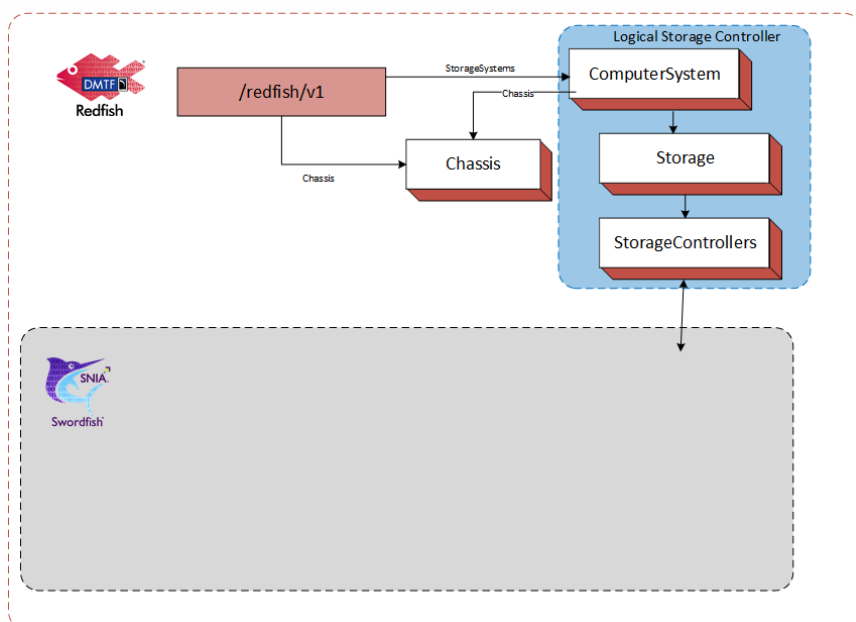 Logical Storage Controller
DMTF
Redfish
/redfish/v1
StorageSystems
ComputerSystem
Chassis
Chassis
Chassis
Storage
StorageControllers
SNIA
Swordfish